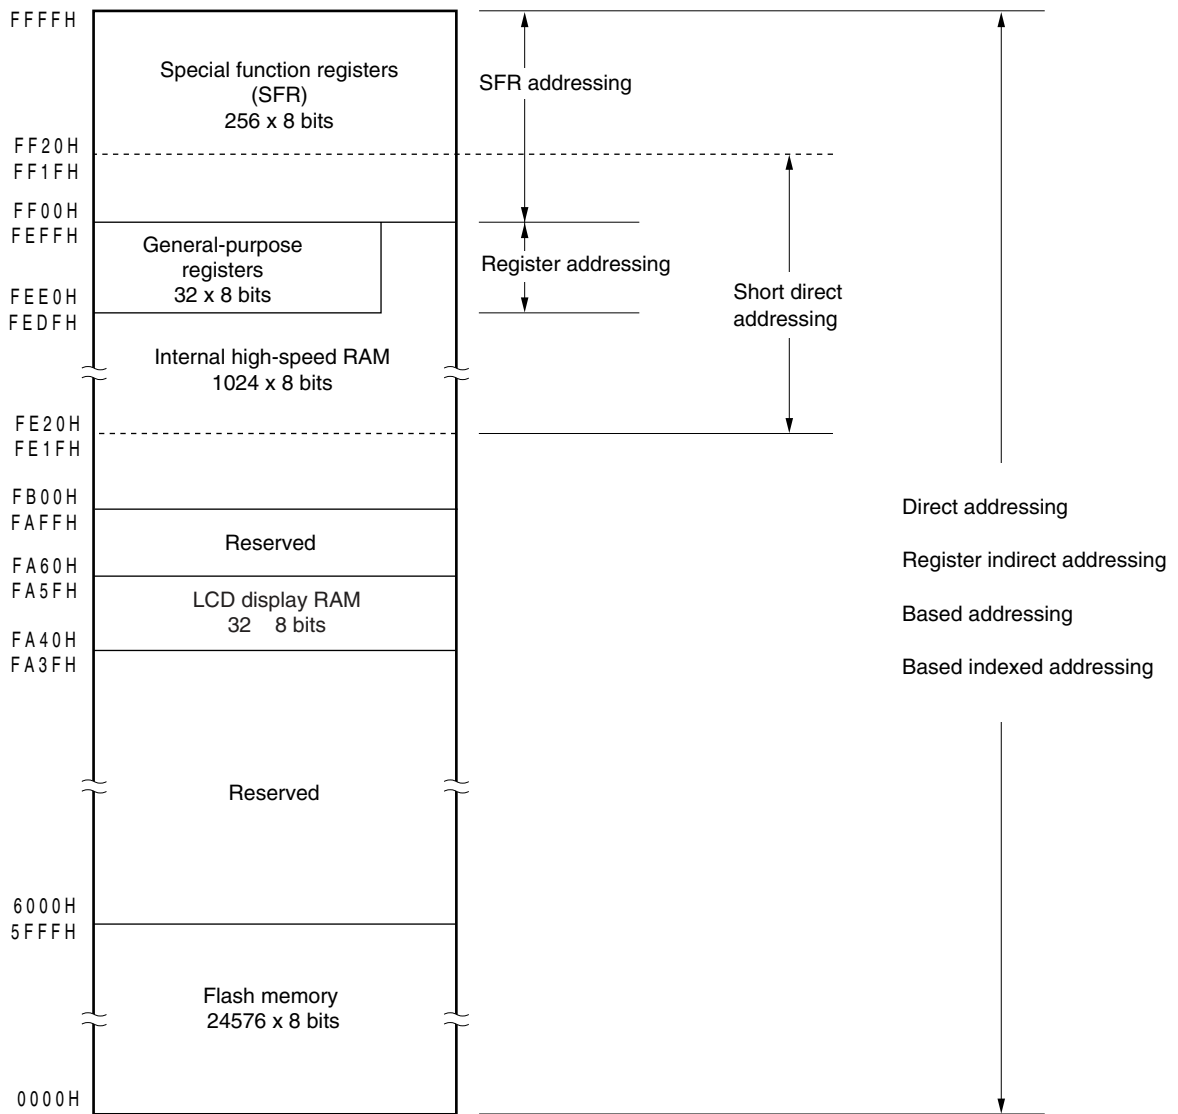 FFFFH
Special function registers
(SFR)
256 x 8 bits
SFR addressing
FF20H
FF1FH
FF00H
FEFFH
General-purpose
registers
32 x 8 bits
Register addressing
FEE0H
FEDFH
Short direct
addressing
Internal high-speed RAM
1024 x 8 bits
FE20H
FE1FH
FB00H
FAFFH
Reserved
FA60H
FA5FH
LCD display RAM
32 8 bits
FA40H
FA3FH
Direct addressing
Register indirect addressing
Based addressing
Based indexed addressing
Reserved
6000H
5FFFH
Flash memory
24576 x 8 bits
0000H